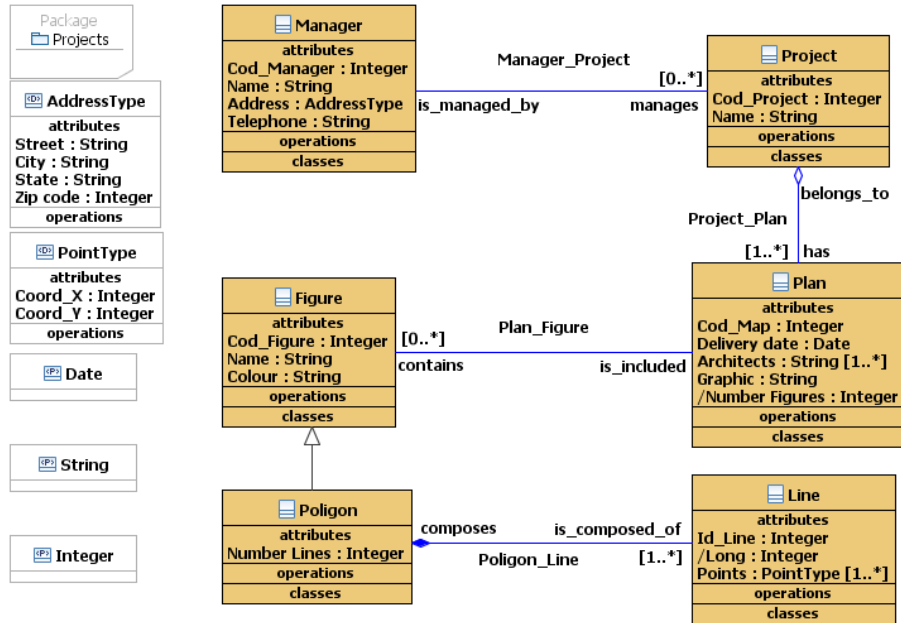 Package
Projects
AddressType
attributes
Street : String
City : String
State : String
Zip code : Integer
operations
PointType
attributes
Coord_X : Integer
Coord_Y : Integer
operations
Date
String
Integer
Manager
attributes
Cod_Manager : Integer
Name : String
Address : AddressType
Telephone : String
operations
classes
Manager_Project
[0..*]
is_managed_by
manages
Project
attributes
Cod_Project : Integer
Name : String
operations
classes
belongs_to
Project_Plan
[1..*]
has
Figure
attributes
Cod_Figure : Integer
Name : String
Colour : String
operations
classes
[0..*]
Plan_Figure
contains
is_included
Plan
attributes
Cod_Map : Integer
Delivery date : Date
Architects : String [1..*]
Graphic : String
/Number Figures : Integer
operations
classes
Poligon
attributes
Number Lines : Integer
operations
classes
composes
is_composed_of
Poligon_Line
[1..*]
Line
attributes
Id_Line : Integer
/Long : Integer
Points : PointType [1..*]
operations
classes